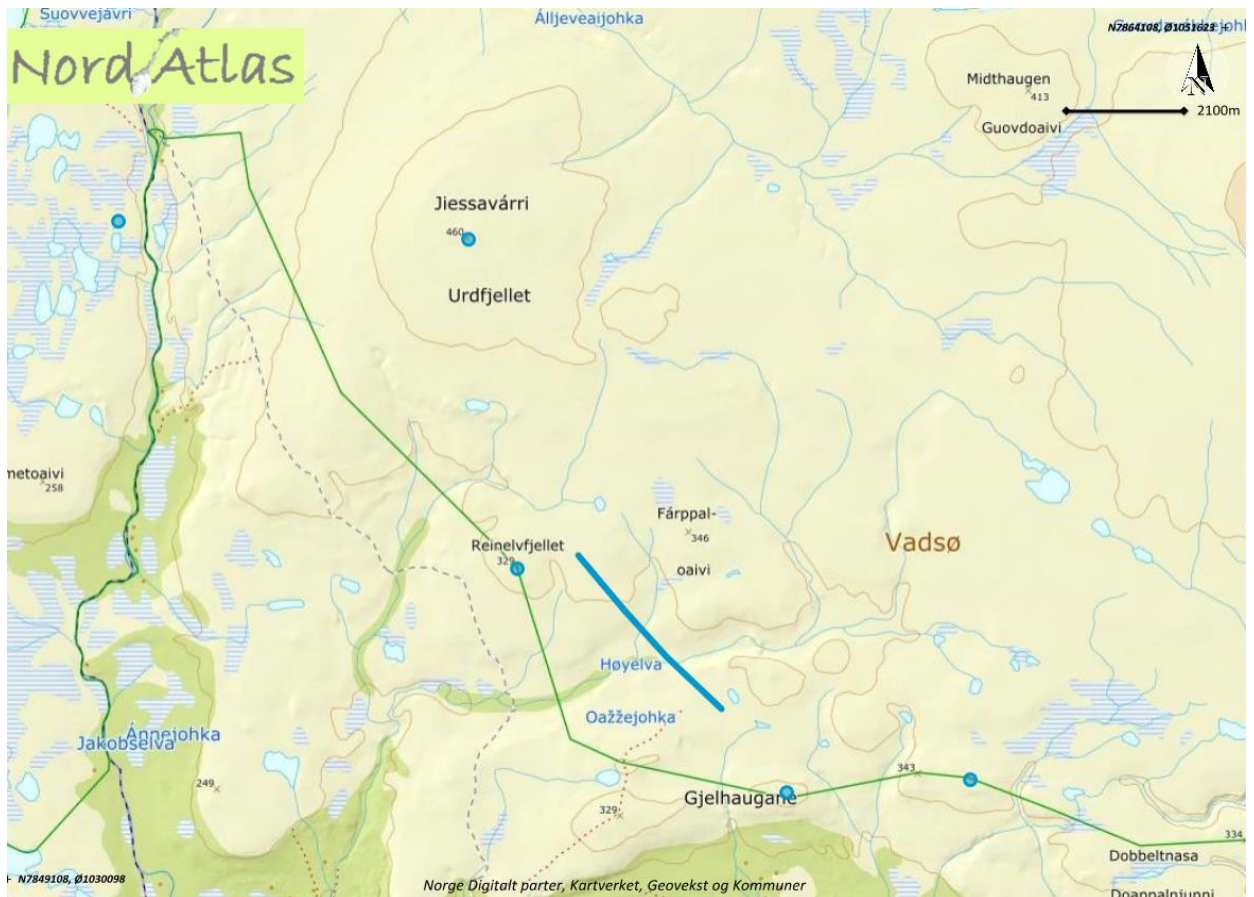 Suovvejávri
Álljeveaijohka
N7864108, Ø1051623 +
Nord Atlas
N
Midthaugen
413
2100m
Guovdoaivi
Jiessavárri
460
Urdfjellet
metoaivi
258
Fárppal-
346
oaivi
Reinelvfjellet
329
Vadsø
Høyelva
Oažžejohka
Ánnejohka
Jakobselva
249
343
Gjelhaugane
329
334
Dobbeltnasa
+ N7849108, Ø1030098
Norge Digitalt parter, Kartverket, Geovekst og Kommuner